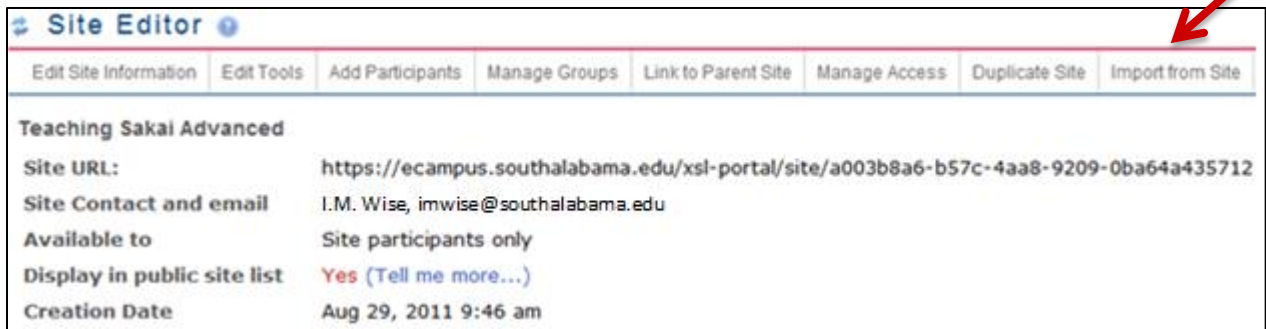 Site Editor ?
Edit Site Information Edit Tools Add Participants Manage Groups Link to Parent Site Manage Access Duplicate Site Import from Site
Teaching Sakai Advanced
Site URL: https://ecampus.southalabama.edu/xsl-portal/site/a003b8a6-b57c-4aa8-9209-0ba64a435712
Site Contact and email I.M. Wise, imwise@southalabama.edu
Available to Site participants only
Display in public site list Yes (Tell me more...)
Creation Date Aug 29, 2011 9:46 am